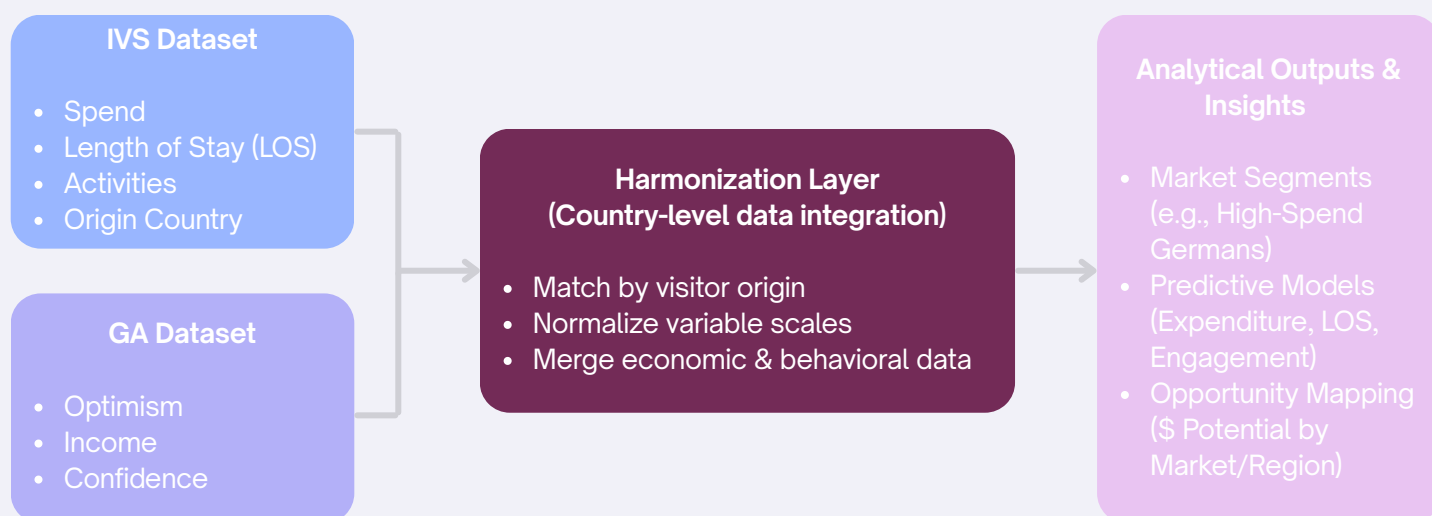 IVS Dataset
• Spend
• Length of Stay (LOS)
• Activities
• Origin Country
GA Dataset
• Optimism
• Income
• Confidence
Harmonization Layer
(Country-level data integration)
• Match by visitor origin
• Normalize variable scales
• Merge economic & behavioral data
Analytical Outputs &
Insights
• Market Segments
(e.g., High-Spend
Germans)
• Predictive Models
(Expenditure, LOS,
Engagement)
• Opportunity Mapping
($ Potential by
Market/Region)